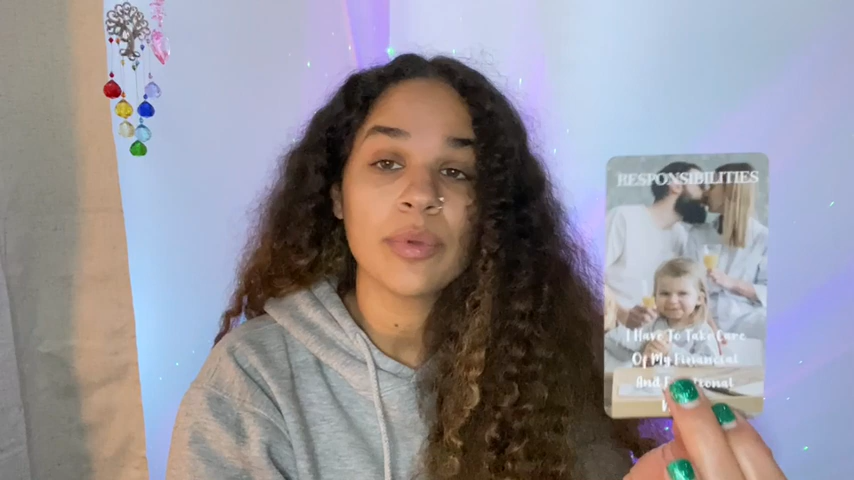 RESPONSIBILITIES
I Have To Take Care
Of My Financial
And